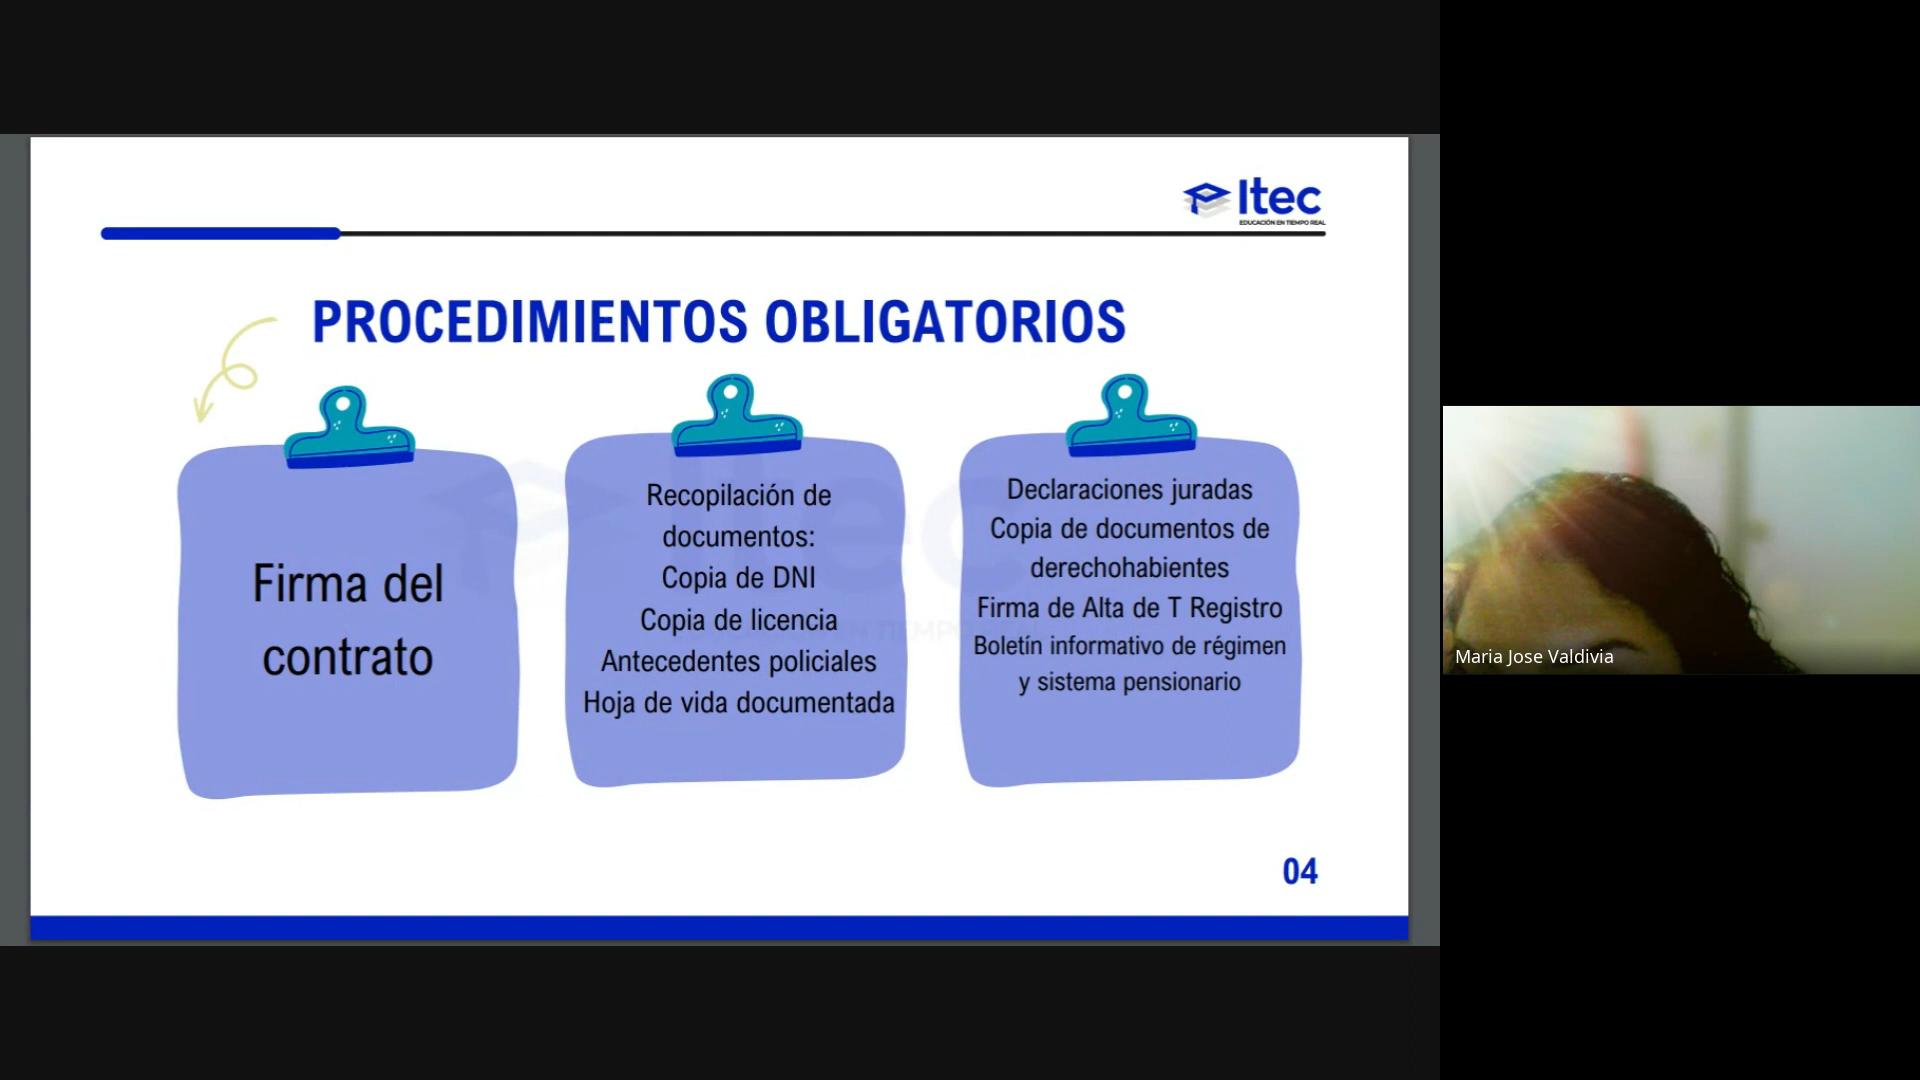 Itec
EDUCACIÓN EN TIEMPO REAL
PROCEDIMIENTOS OBLIGATORIOS
Firma del
contrato
Recopilación de
documentos:
Copia de DNI
Copia de licencia
Antecedentes policiales
Hoja de vida documentada
Declaraciones juradas
Copia de documentos de
derechohabientes
Firma de Alta de T Registro
Boletín informativo de régimen
y sistema pensionario
04
Maria Jose Valdivia